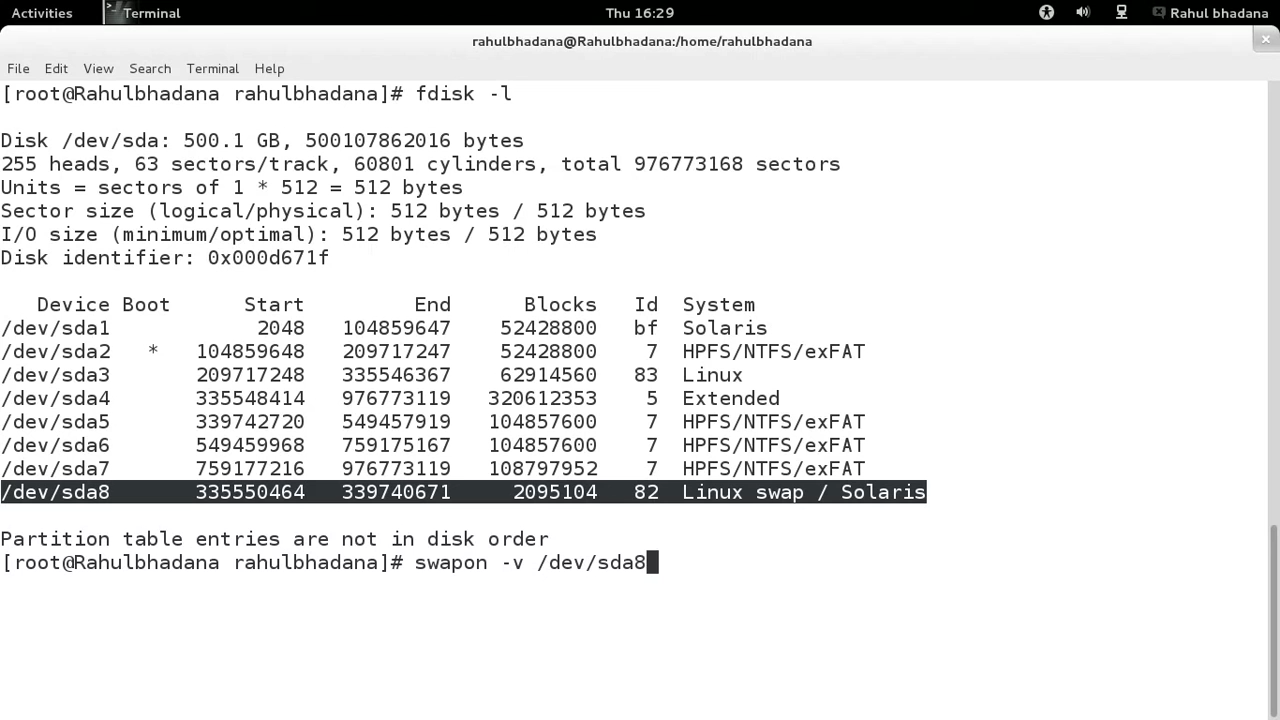 Activities Terminal Thu 16:29 Rahul bhadana
rahulbhadana@Rahulbhadana:/home/rahulbhadana
File Edit View Search Terminal Help
[root@Rahulbhadana rahulbhadana]# fdisk -l
Disk /dev/sda: 500.1 GB, 500107862016 bytes
255 heads, 63 sectors/track, 60801 cylinders, total 976773168 sectors
Units = sectors of 1 * 512 = 512 bytes
Sector size (logical/physical): 512 bytes / 512 bytes
I/O size (minimum/optimal): 512 bytes / 512 bytes
Disk identifier: 0x000d671f
Device Boot Start End Blocks Id System
/dev/sda1 2048 104859647 52428800 bf Solaris
/dev/sda2 * 104859648 209717247 52428800 7 HPFS/NTFS/exFAT
/dev/sda3 209717248 335546367 62914560 83 Linux
/dev/sda4 335548414 976773119 320612353 5 Extended
/dev/sda5 339742720 549457919 104857600 7 HPFS/NTFS/exFAT
/dev/sda6 549459968 759175167 104857600 7 HPFS/NTFS/exFAT
/dev/sda7 759177216 976773119 108797952 7 HPFS/NTFS/exFAT
/dev/sda8 335550464 339740671 2095104 82 Linux swap / Solaris
Partition table entries are not in disk order
[root@Rahulbhadana rahulbhadana]# swapon -v /dev/sda8